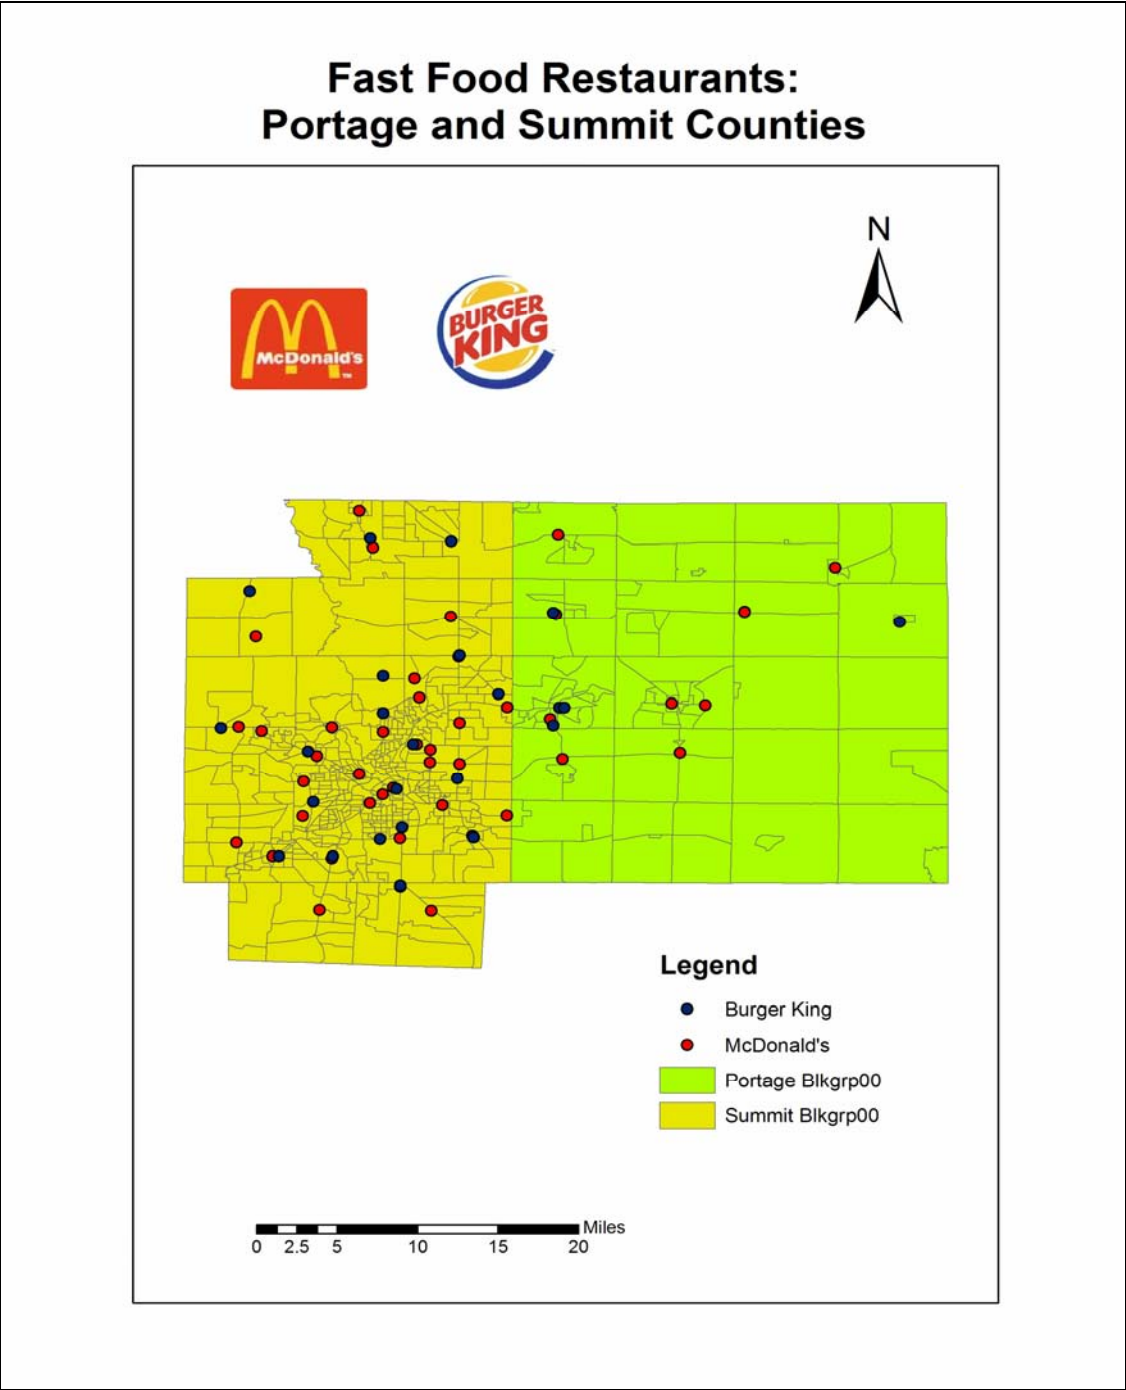 Fast Food Restaurants:
Portage and Summit Counties
N
McDonald's
TM
BURGER
KING
Legend
Burger King
McDonald's
Portage Blkgrp00
Summit Blkgrp00
Miles
0 2.5 5 10 15 20